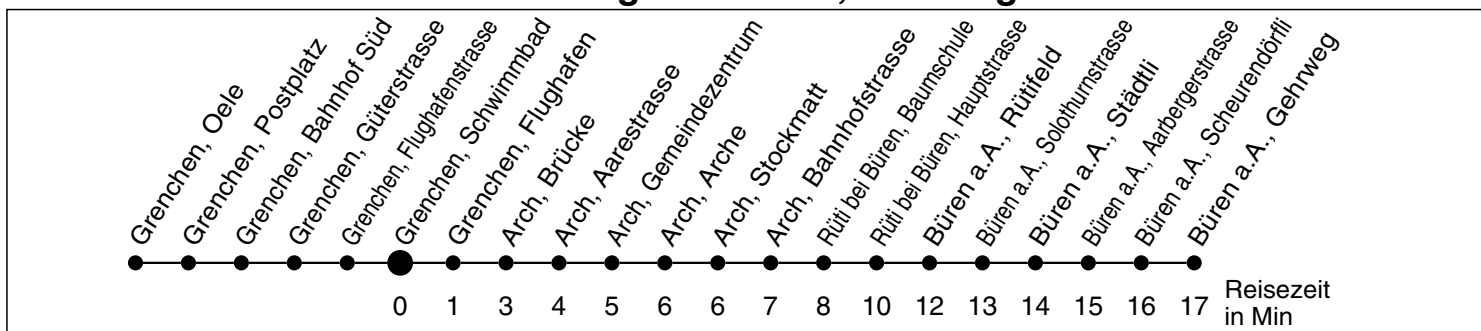 Grenchen, Oele
Grenchen, Postplatz
Grenchen, Bahnhof Süd
Grenchen, Güterstrasse
Grenchen, Flughafenstrasse
Grenchen, Schwimmbad
Grenchen, Flughafen
Arch, Brücke
Arch, Aarestrasse
Arch, Gemeindezentrum
Arch, Arche
Arch, Stockmatt
Arch, Bahnhofstrasse
Rüti bei Büren, Baumschule
Rüti bei Büren, Hauptstrasse
Büren a.A., Rütifeld
Büren a.A., Solothurnstrasse
Büren a.A., Städtli
Büren a.A., Aarbergerstrasse
Büren a.A., Scheurendörfli
Büren a.A., Gehrweg
0 1 3 4 5 6 6 7 8 10 12 13 14 15 16 17 Reisezeit
in Min